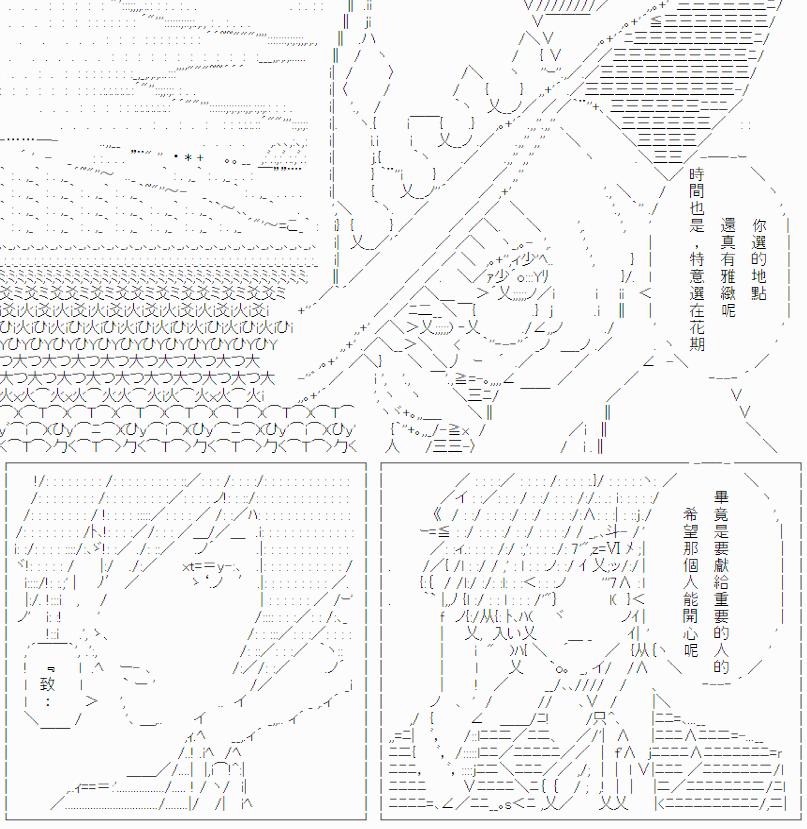 你選的地點
還真有雅緻呢
時間也是，特意選在花期
『致：
畢竟是要獻給重要的人的
希望那個人能開心呢